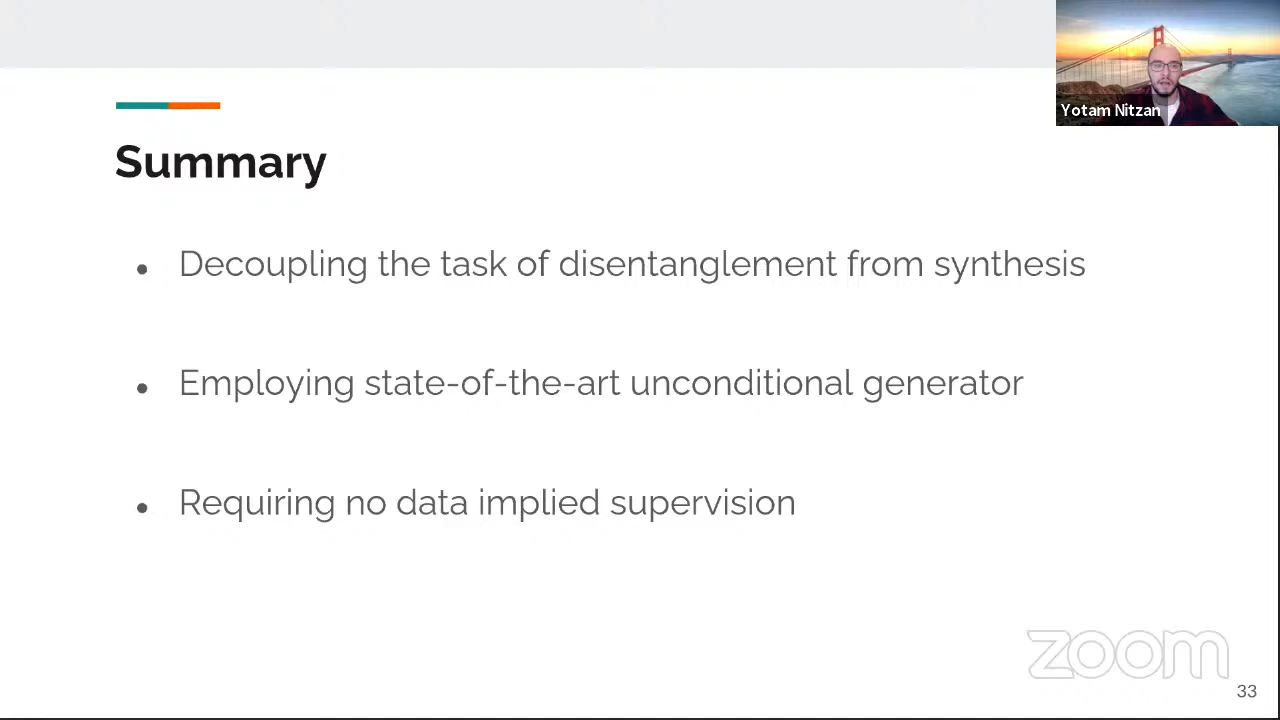 Yotam Nitzan
Summary
● Decoupling the task of disentanglement from synthesis
● Employing state-of-the-art unconditional generator
● Requiring no data implied supervision
zoom
33